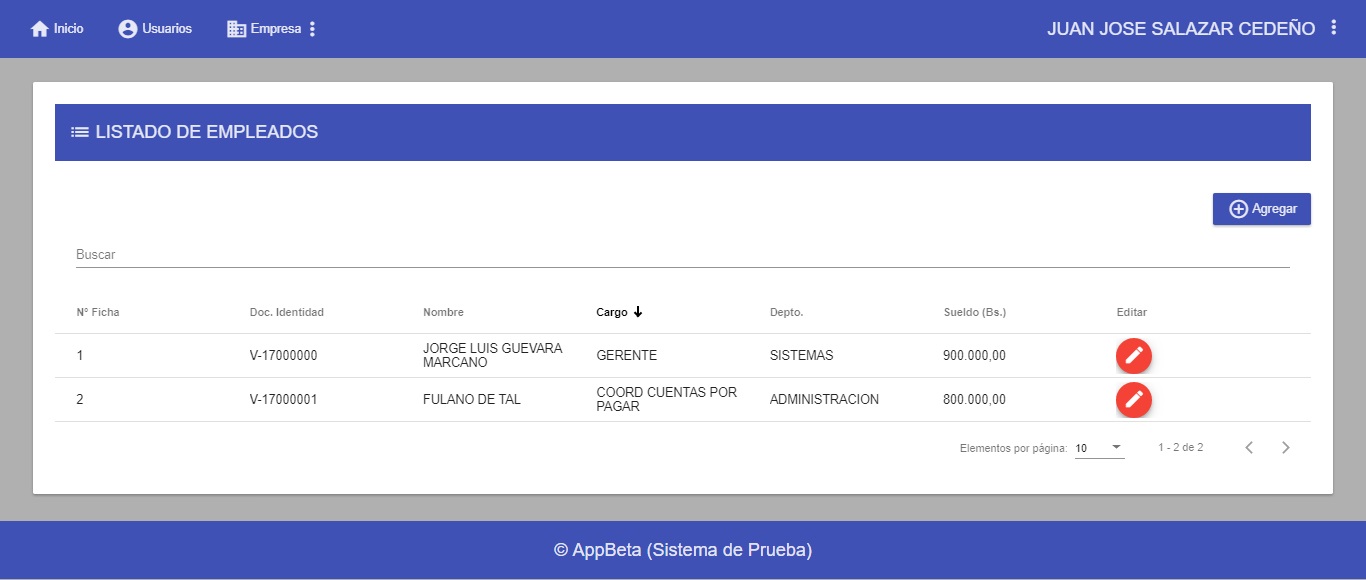 Inicio Usuarios Empresa JUAN JOSE SALAZAR CEDEÑO
LISTADO DE EMPLEADOS
Agregar
Buscar
N° Ficha Doc. Identidad Nombre Cargo Depto. Sueldo (Bs.) Editar
1 V-17000000 JORGE LUIS GUEVARA MARCANO GERENTE SISTEMAS 900.000,00
2 V-17000001 FULANO DE TAL COORD CUENTAS POR PAGAR ADMINISTRACION 800.000,00
Elementos por página: 10 1 - 2 de 2
© AppBeta (Sistema de Prueba)